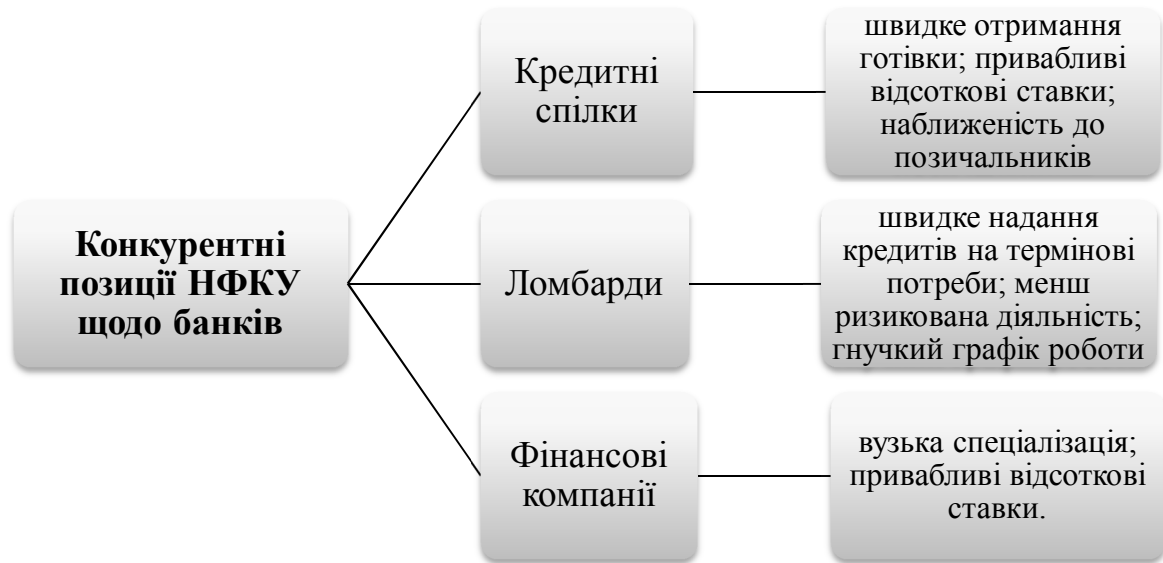 Конкурентні
позиції НФКУ
щодо банків
Кредитні
спілки
швидке отримання
готівки; привабливі
відсоткові ставки;
наближеність до
позичальників
Ломбарди
швидке надання
кредитів на термінові
потреби; менш
ризикована діяльність;
гнучкий графік роботи
Фінансові
компанії
вузька спеціалізація;
привабливі відсоткові
ставки.